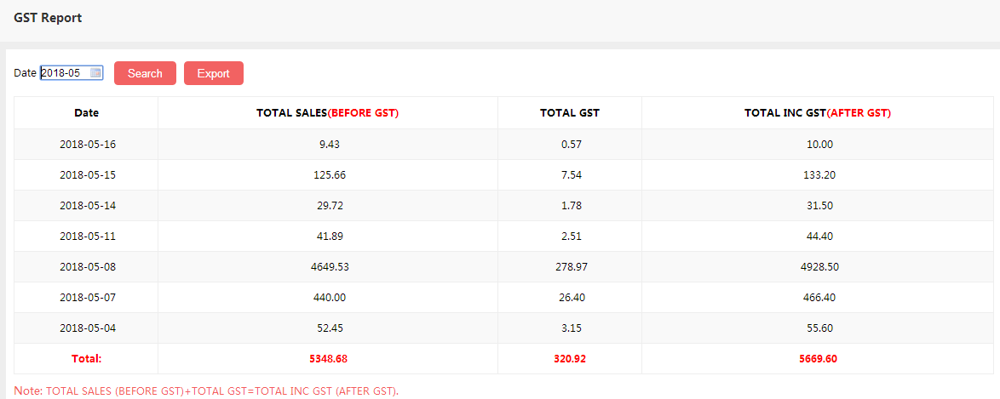 GST Report
Date 2018-05 Search Export
Date TOTAL SALES(BEFORE GST) TOTAL GST TOTAL INC GST(AFTER GST)
2018-05-16 9.43 0.57 10.00
2018-05-15 125.66 7.54 133.20
2018-05-14 29.72 1.78 31.50
2018-05-11 41.89 2.51 44.40
2018-05-08 4649.53 278.97 4928.50
2018-05-07 440.00 26.40 466.40
2018-05-04 52.45 3.15 55.60
Total: 5348.68 320.92 5669.60
Note: TOTAL SALES (BEFORE GST)+TOTAL GST=TOTAL INC GST (AFTER GST).